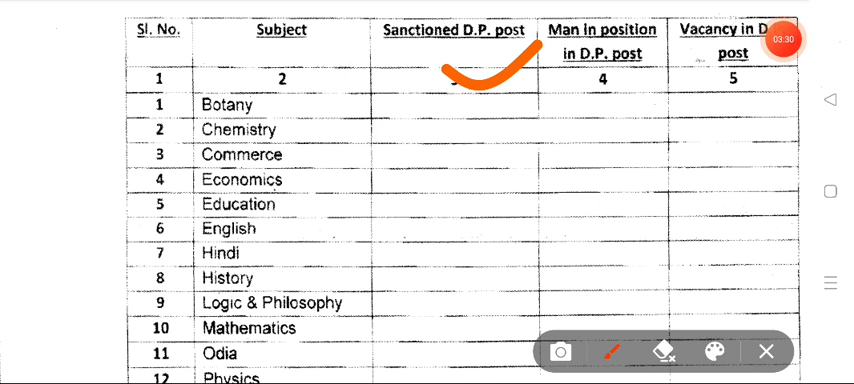 Sl. No. Subject Sanctioned D.P. post Man in position in D.P. post Vacancy in D post
03:30
1 2 4 5
1 Botany
2 Chemistry
3 Commerce
4 Economics
5 Education
6 English
7 Hindi
8 History
9 Logic & Philosophy
10 Mathematics
11 Odia
12 Physics